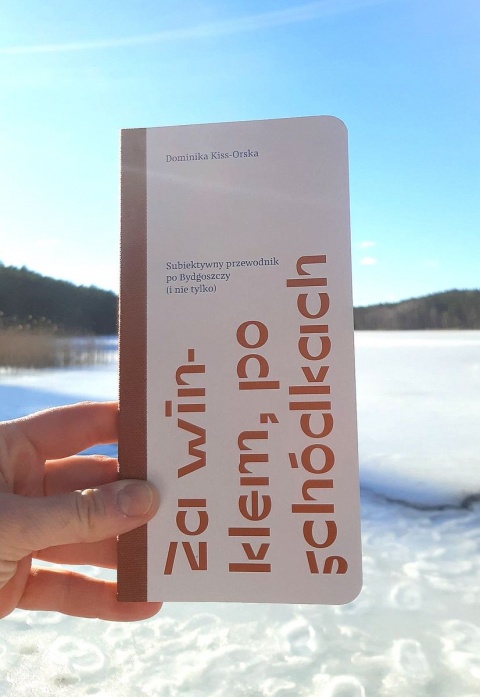 Dominika Kiss-Orska
Subiektywny przewodnik
po Bydgoszczy
(i nie tylko)
Za win-
klem, po
schódkach